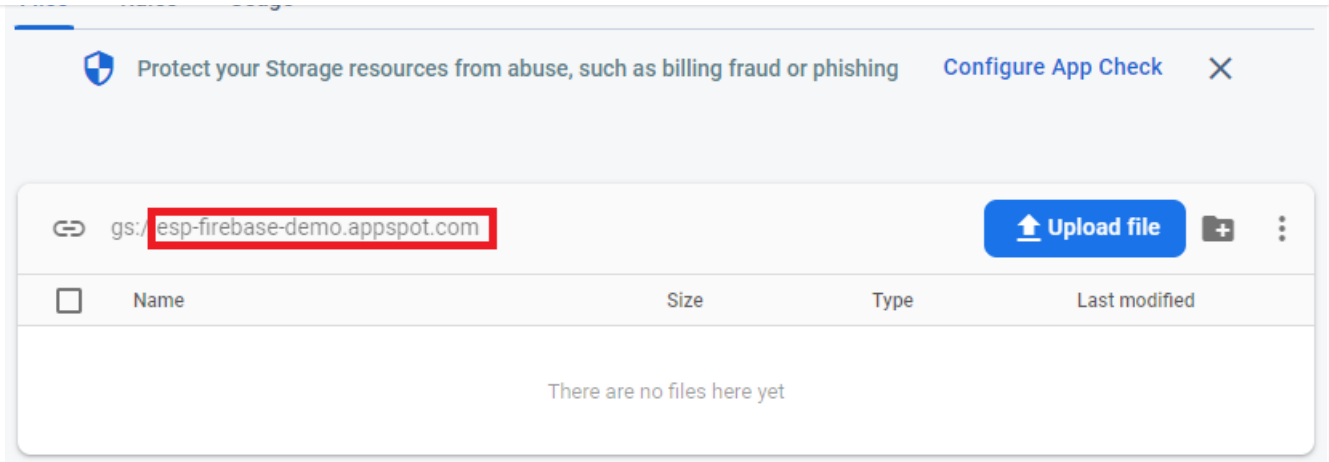 Protect your Storage resources from abuse, such as billing fraud or phishing Configure App Check
gs:/ esp-firebase-demo.appspot.com Upload file
Name Size Type Last modified
There are no files here yet